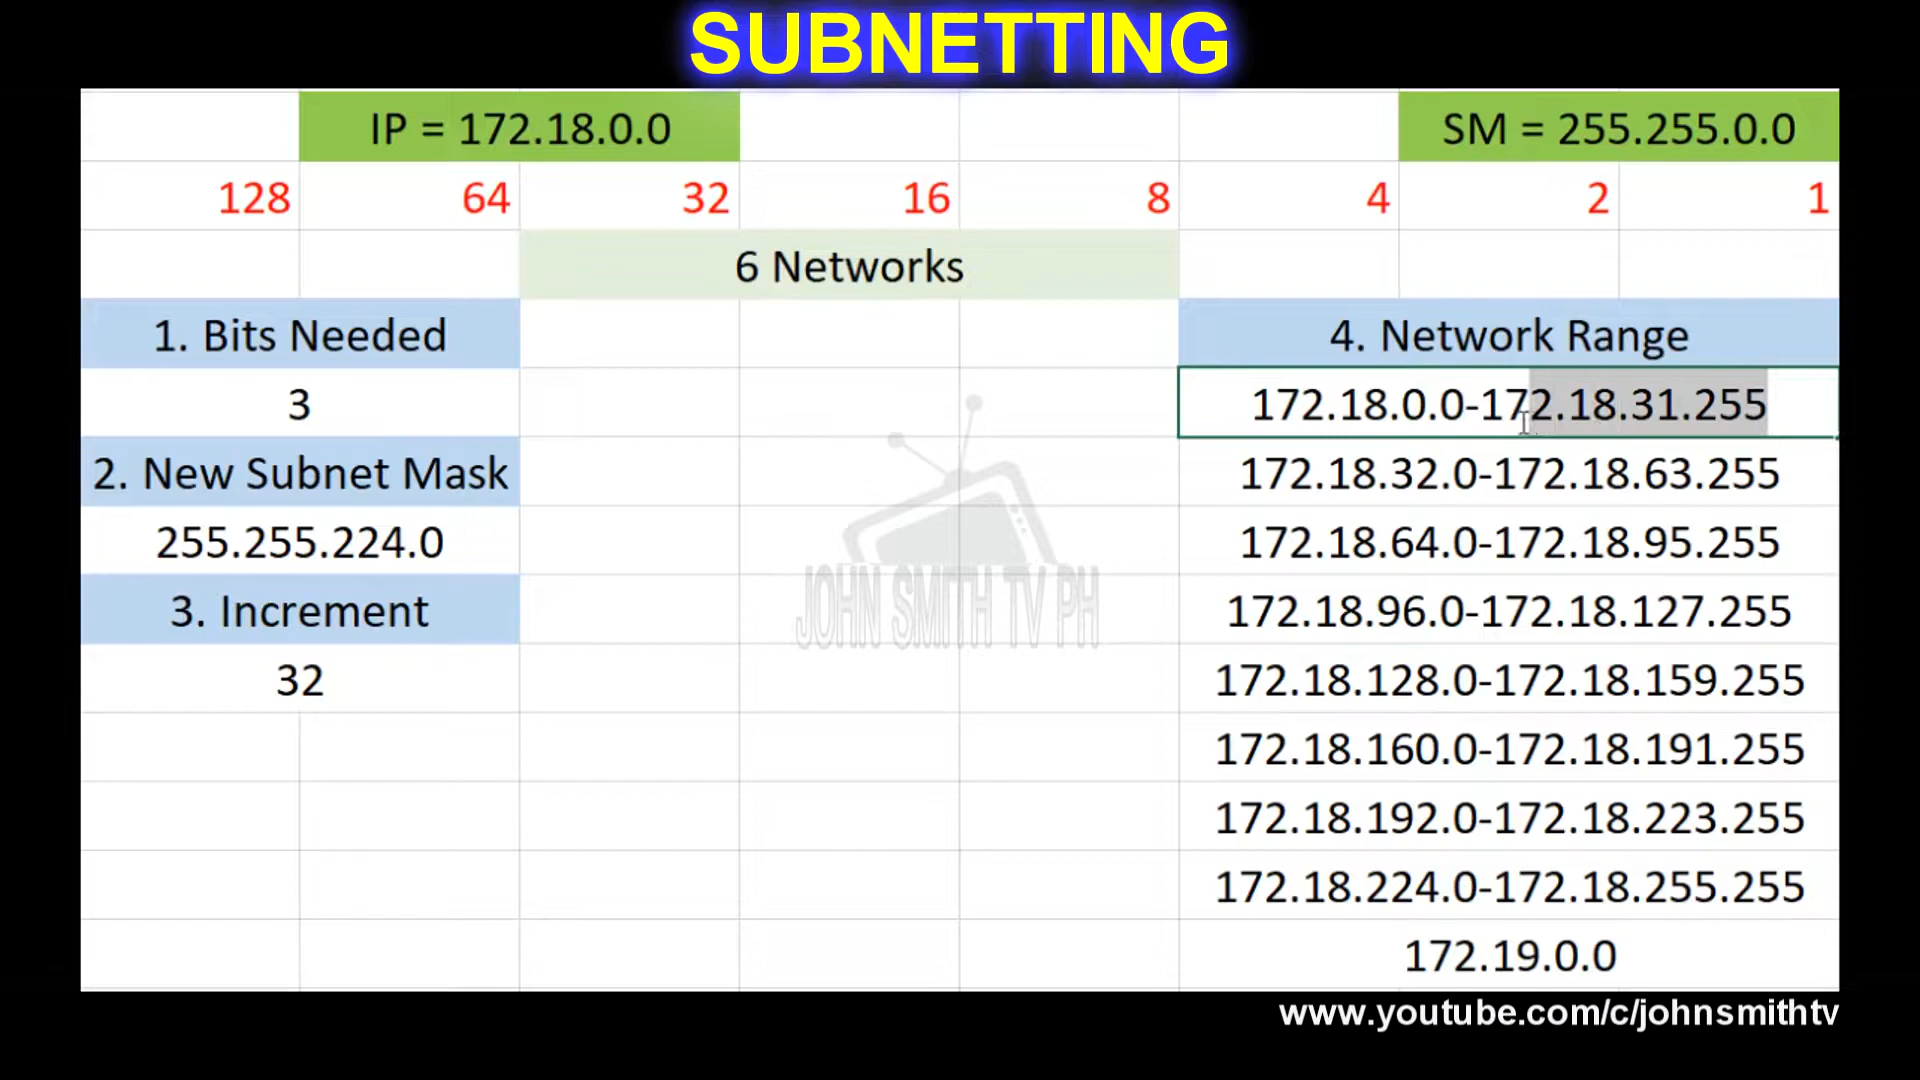 SUBNETTING
IP = 172.18.0.0
SM = 255.255.0.0
128 64 32 16 8 4 2 1
6 Networks
1. Bits Needed
4. Network Range
3
172.18.0.0-172.18.31.255
2. New Subnet Mask
172.18.32.0-172.18.63.255
255.255.224.0
172.18.64.0-172.18.95.255
3. Increment
172.18.96.0-172.18.127.255
32
172.18.128.0-172.18.159.255
172.18.160.0-172.18.191.255
172.18.192.0-172.18.223.255
172.18.224.0-172.18.255.255
172.19.0.0
JOHN SMITH TV PH
www.youtube.com/c/johnsmithtv